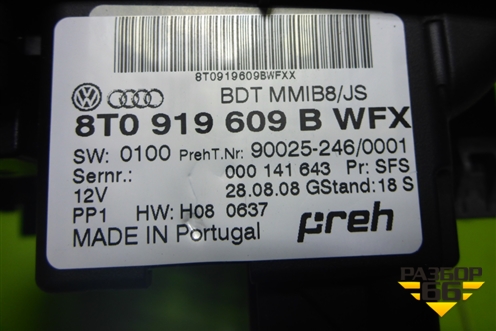 8T0919609BWFXX
BDT MMIB8/JS
8T0 919 609 B WFX
SW: 0100 PrehT.Nr: 90025-246/0001
Sernr.: 000 141 643 Pr: SFS
12V 28.08.08 GStand: 18 S
PP1 HW: H08 0637
MADE IN Portugal preh
РАЗБОР
66